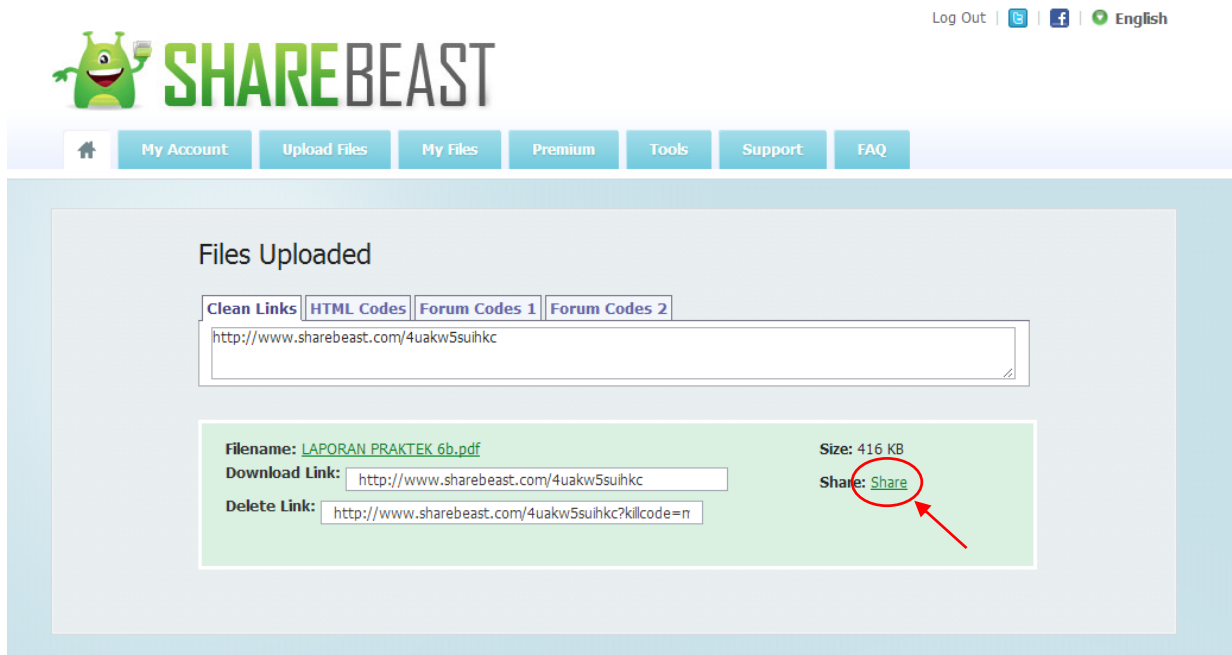 Log Out | | | English
SHAREBEAST
My Account Upload Files My Files Premium Tools Support FAQ
Files Uploaded
Clean Links HTML Codes Forum Codes 1 Forum Codes 2
http://www.sharebeast.com/4uakw5suihkc
Filename: LAPORAN PRAKTEK 6b.pdf
Size: 416 KB
Download Link: http://www.sharebeast.com/4uakw5suihkc
Share: Share
Delete Link: http://www.sharebeast.com/4uakw5suihkc?killcode=